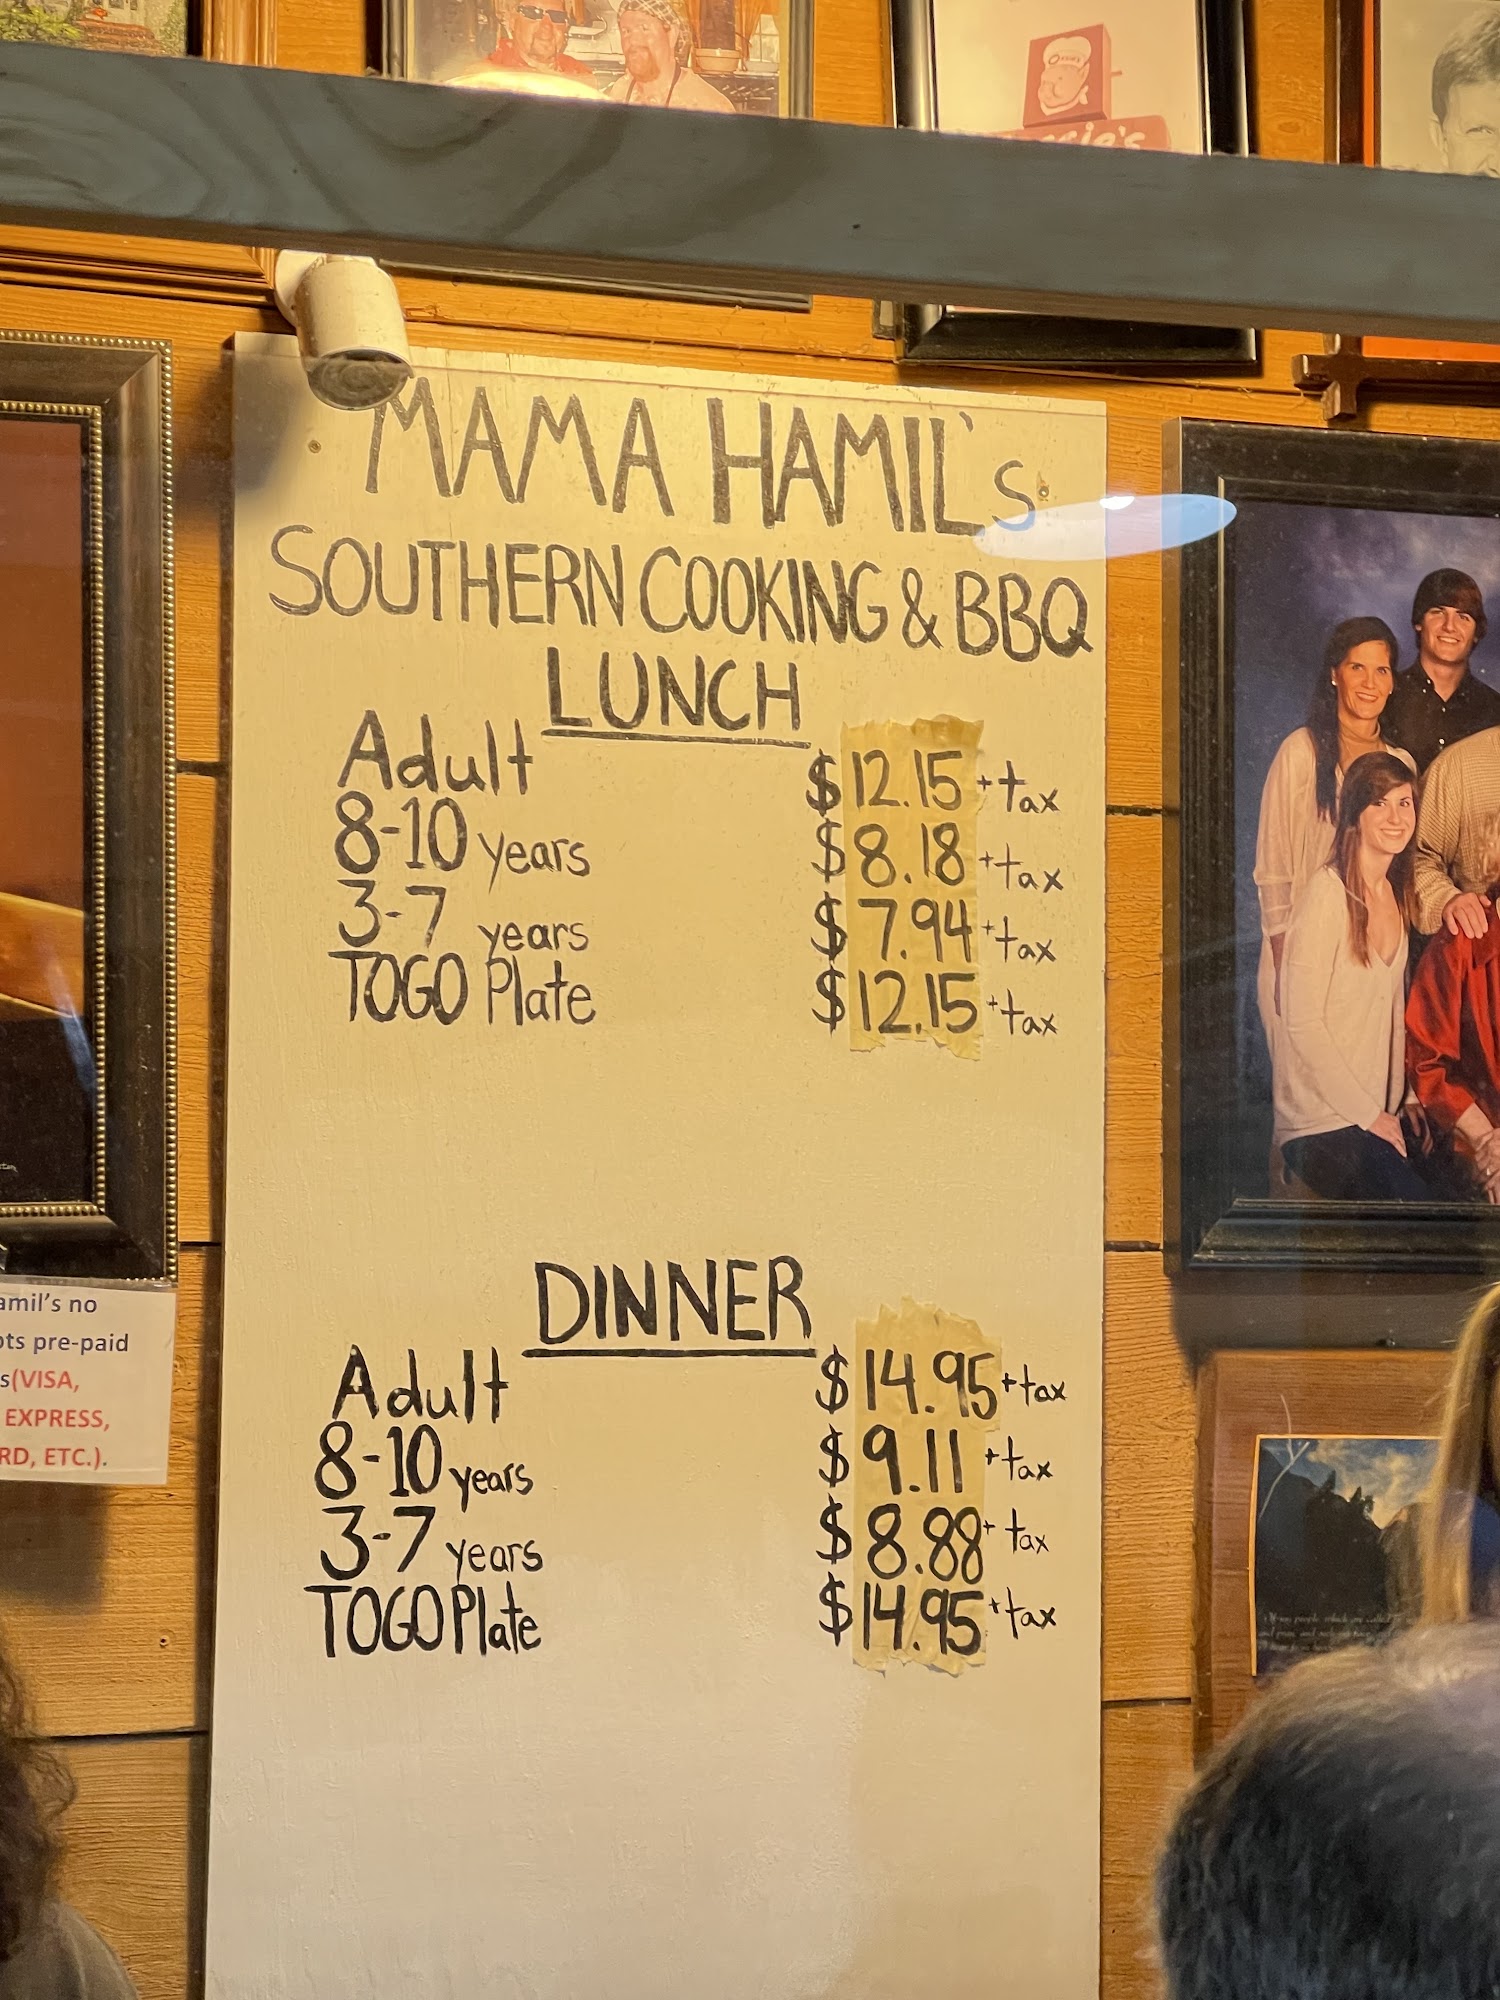 MAMA HAMIL's
SOUTHERN COOKING & BBQ
LUNCH
Adult $12.15 + tax
8-10 years $8.18 + tax
3-7 years $7.94 + tax
TOGO Plate $12.15 + tax
DINNER
Adult $14.95 + tax
8-10 years $9.11 + tax
3-7 years $8.88 + tax
TOGO Plate $14.95 + tax
amil's no
pts pre-paid
s(VISA,
EXPRESS,
RD, ETC.).